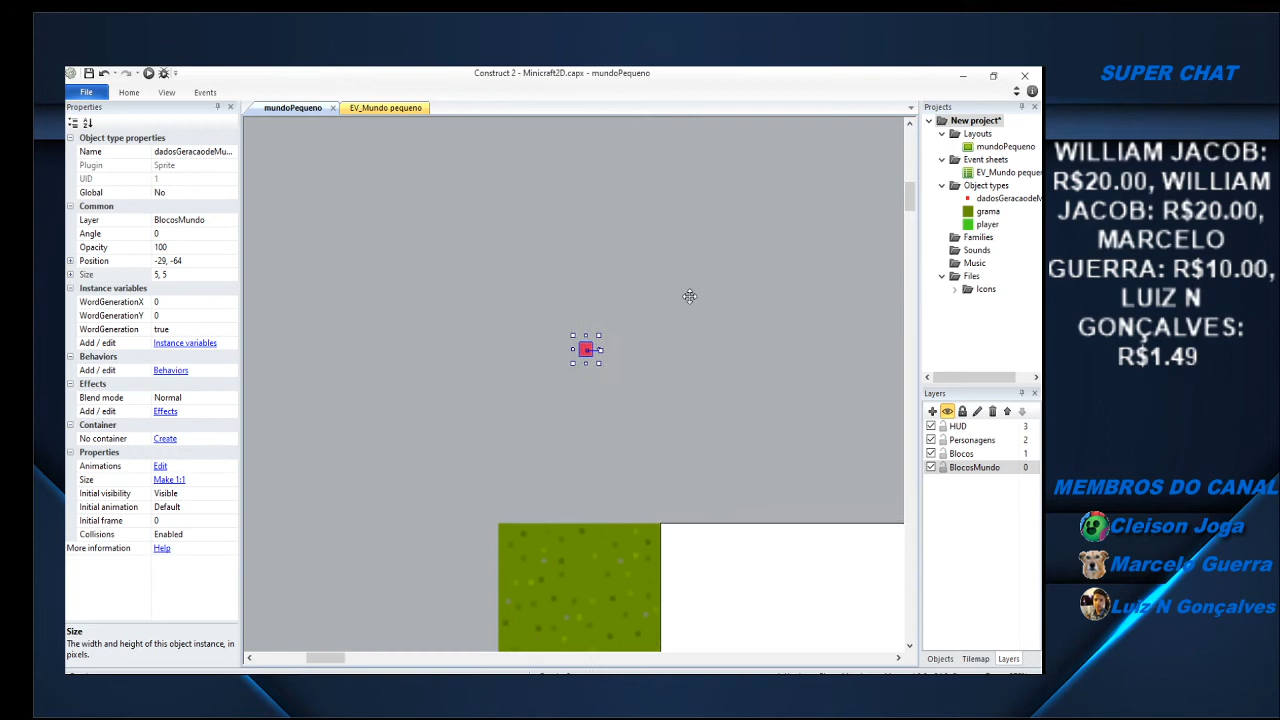 Construct 2 - Minicraft2D.capx - mundoPequeno
File
Home
View
Events
Properties
mundoPequeno
EV_Mundo pequeno
Object type properties
Name dadosGeracaodeMu...
Plugin Sprite
UID 1
Global No
Common
Layer BlocosMundo
Angle 0
Opacity 100
Position -29, -64
Size 5, 5
Instance variables
WordGenerationX 0
WordGenerationY 0
WordGeneration true
Add / edit Instance variables
Behaviors
Add / edit Behaviors
Effects
Blend mode Normal
Add / edit Effects
Container
No container Create
Properties
Animations Edit
Size Make 1:1
Initial visibility Visible
Initial animation Default
Initial frame 0
Collisions Enabled
More information Help
Size
The width and height of this object instance, in
pixels.
Projects
New project*
Layouts
mundoPequeno
Event sheets
EV_Mundo peque
Object types
dadosGeracaodeM
grama
player
Families
Sounds
Music
Files
Icons
Layers
HUD 3
Personagens 2
Blocos 1
BlocosMundo 0
Objects
Tilemap
Layers
SUPER CHAT
WILLIAM JACOB:
R$20.00, WILLIAM
JACOB: R$20.00,
MARCELO
GUERRA: R$10.00,
LUIZ N
GONÇALVES:
R$1.49
MEMBROS DO CANAL
Cleison Joga
Marcelo Guerra
Luiz N Gonçalves